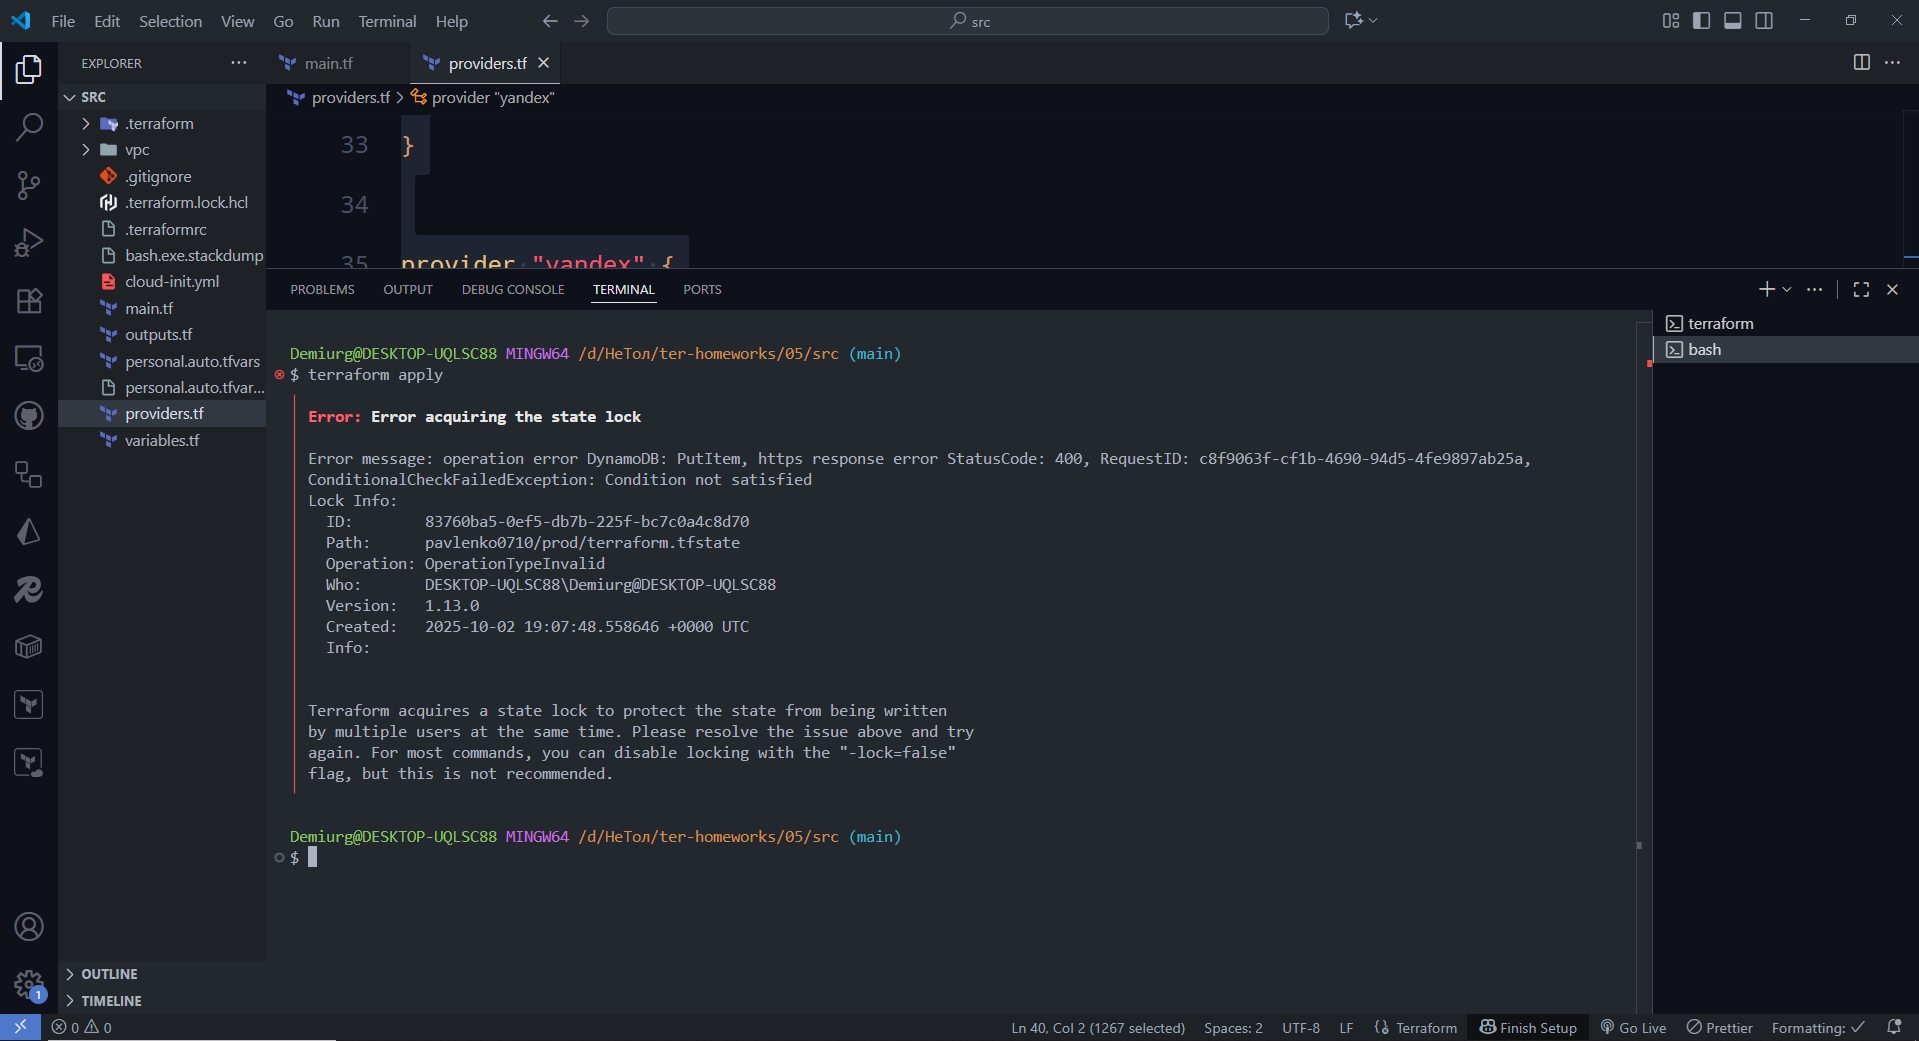 File Edit Selection View Go Run Terminal Help
src
EXPLORER
main.tf
providers.tf
SRC
providers.tf > provider "yandex"
.terraform
vpc
.gitignore
.terraform.lock.hcl
.terraformrc
bash.exe.stackdump
cloud-init.yml
main.tf
outputs.tf
personal.auto.tfvars
personal.auto.tfvar...
providers.tf
variables.tf
33 }
34
35 provider "yandex" {
PROBLEMS OUTPUT DEBUG CONSOLE TERMINAL PORTS
terraform
bash
Demiurg@DESKTOP-UQLSC88 MINGW64 /d/НеТол/ter-homeworks/05/src (main)
$ terraform apply
Error: Error acquiring the state lock
Error message: operation error DynamoDB: PutItem, https response error StatusCode: 400, RequestID: c8f9063f-cf1b-4690-94d5-4fe9897ab25a,
ConditionalCheckFailedException: Condition not satisfied
Lock Info:
ID: 83760ba5-0ef5-db7b-225f-bc7c0a4c8d70
Path: pavlenko0710/prod/terraform.tfstate
Operation: OperationTypeInvalid
Who: DESKTOP-UQLSC88\Demiurg@DESKTOP-UQLSC88
Version: 1.13.0
Created: 2025-10-02 19:07:48.558646 +0000 UTC
Info:
Terraform acquires a state lock to protect the state from being written
by multiple users at the same time. Please resolve the issue above and try
again. For most commands, you can disable locking with the "-lock=false"
flag, but this is not recommended.
Demiurg@DESKTOP-UQLSC88 MINGW64 /d/НеТол/ter-homeworks/05/src (main)
$
1
OUTLINE
TIMELINE
0 0
Ln 40, Col 2 (1267 selected) Spaces: 2 UTF-8 LF Terraform Finish Setup Go Live Prettier Formatting: ✓